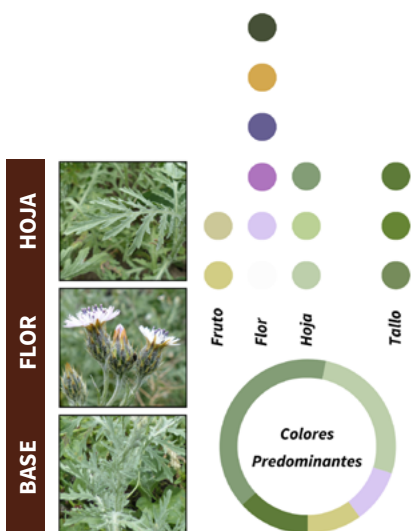 HOJA
FLOR
BASE
Fruto
Flor
Hoja
Tallo
Colores
Predominantes